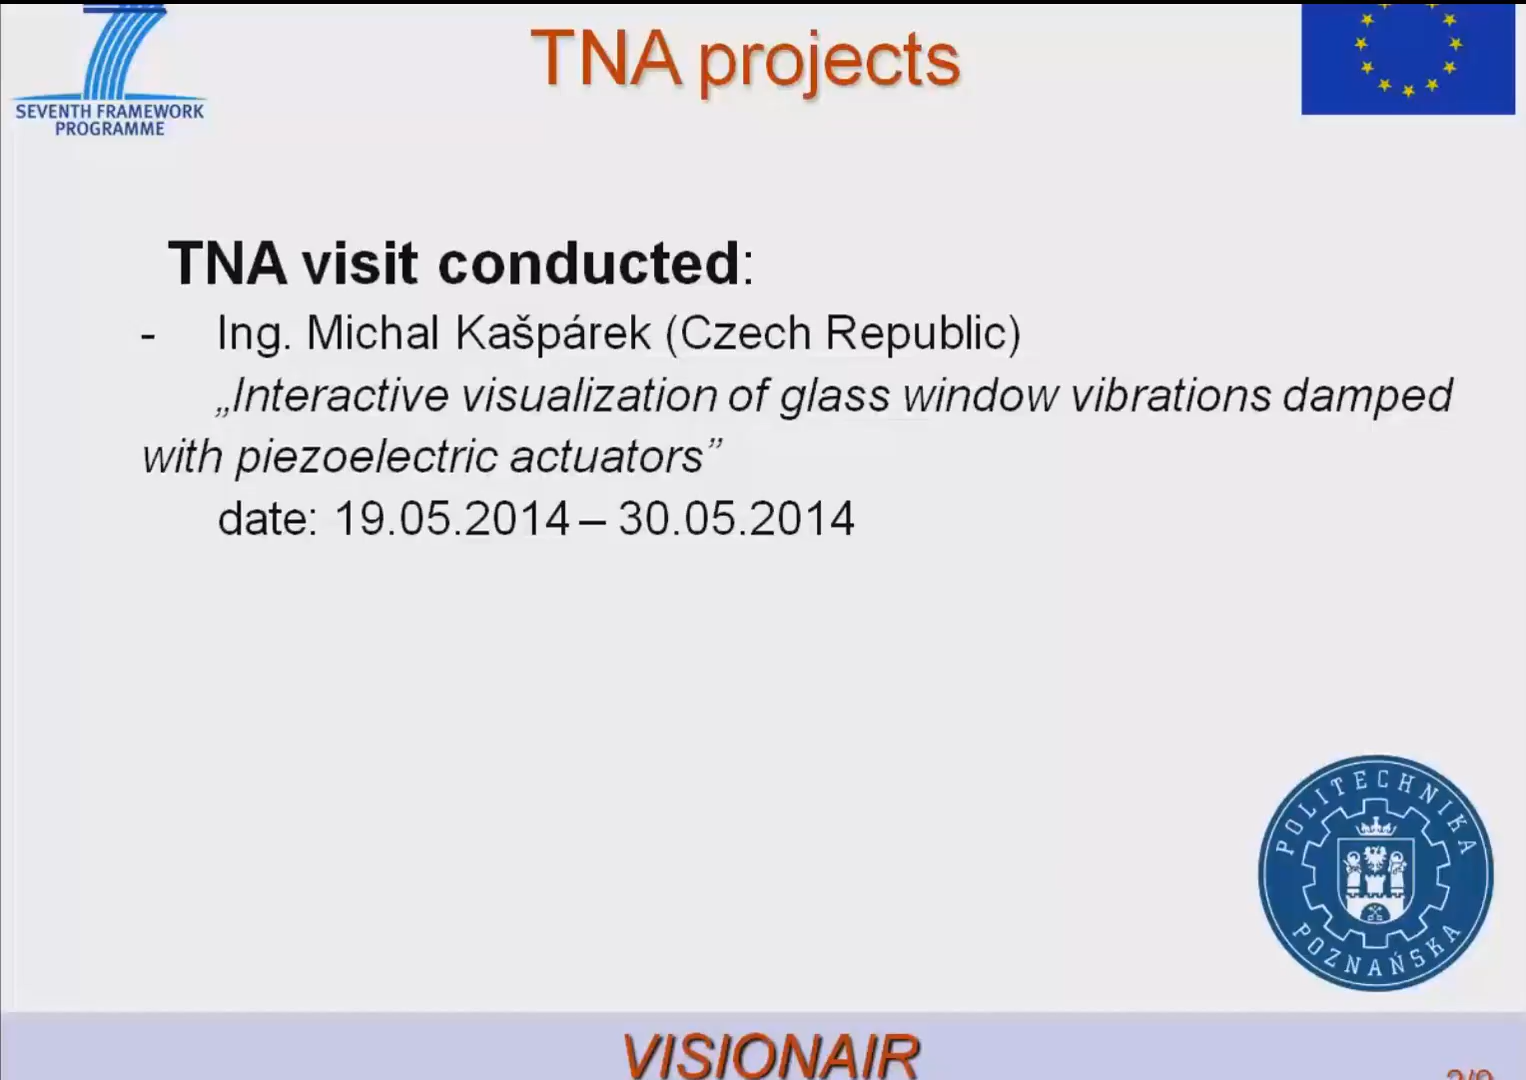 TNA projects
SEVENTH FRAMEWORK
PROGRAMME
TNA visit conducted:
- Ing. Michal Kašpárek (Czech Republic)
„Interactive visualization of glass window vibrations damped
with piezoelectric actuators”
date: 19.05.2014 – 30.05.2014
POLITECHNIKA
POZNAŃSKA
VISIONAIR